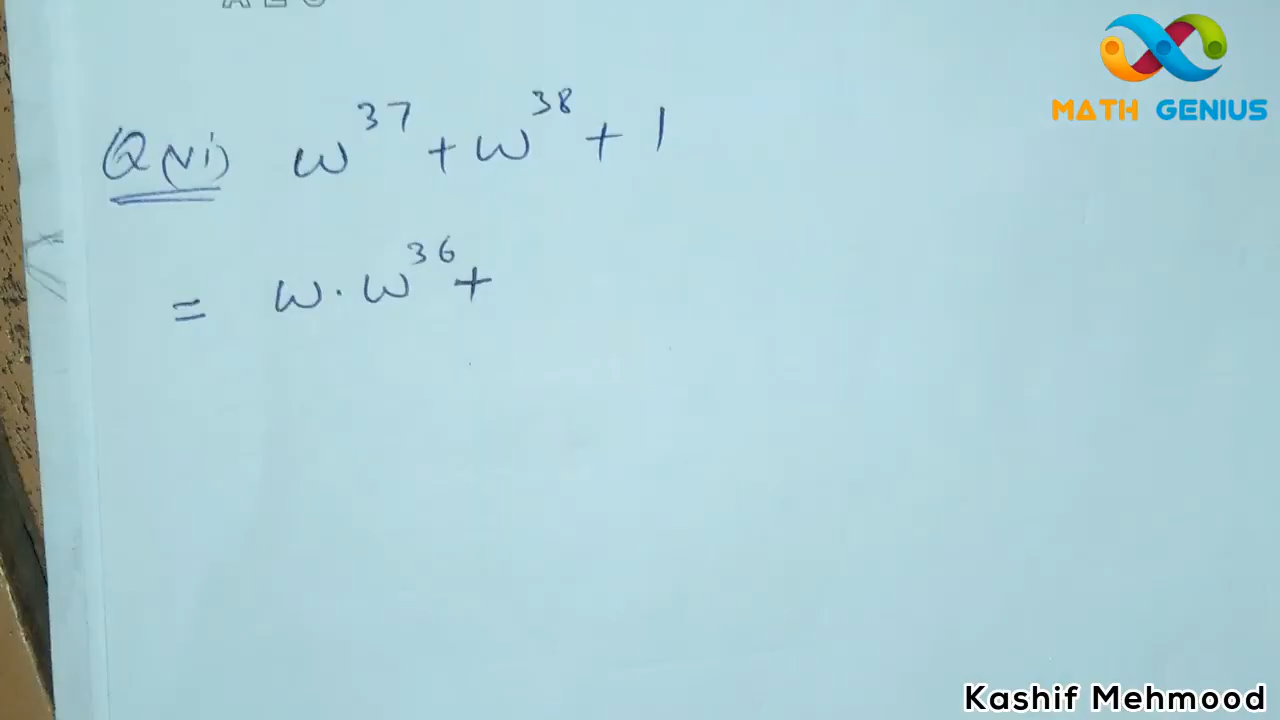 MATH GENIUS
Q(vi) ω^37 + ω^38 + 1
= ω · ω^36 +
Kashif Mehmood